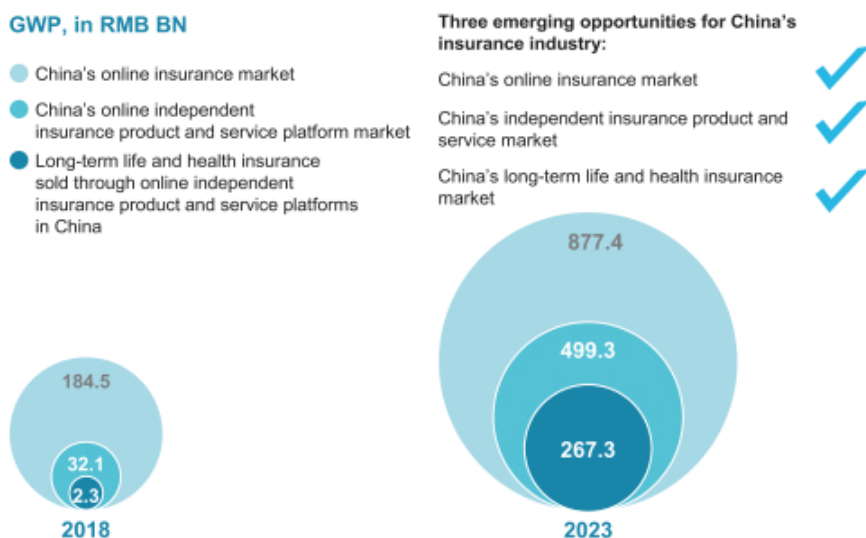 GWP, in RMB BN
China's online insurance market
China's online independent
insurance product and service platform market
Long-term life and health insurance
sold through online independent
insurance product and service platforms
in China
Three emerging opportunities for China's
insurance industry:
China's online insurance market
China's independent insurance product and
service market
China's long-term life and health insurance
market
184.5
32.1
2.3
2018
877.4
499.3
267.3
2023